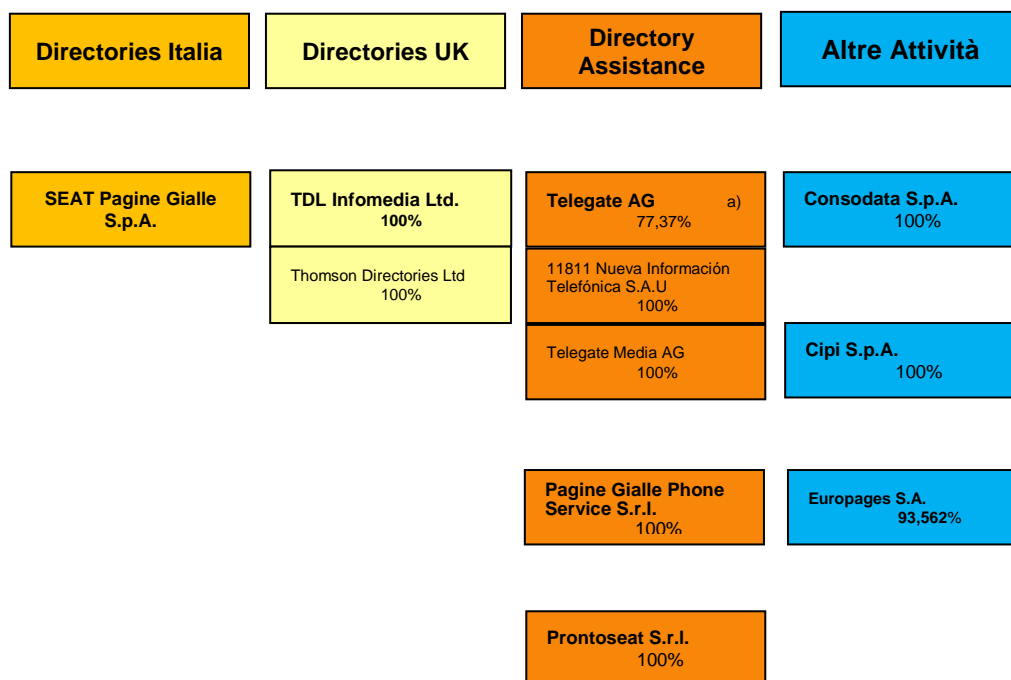 Directories Italia
Directories UK
Directory
Assistance
Altre Attività
SEAT Pagine Gialle
S.p.A.
TDL Infomedia Ltd.
100%
Thomson Directories Ltd
100%
Telegate AG a)
77,37%
11811 Nueva Información
Telefónica S.A.U
100%
Telegate Media AG
100%
Pagine Gialle Phone
Service S.r.l.
100%
Prontoseat S.r.l.
100%
Consodata S.p.A.
100%
Cipi S.p.A.
100%
Europages S.A.
93,562%